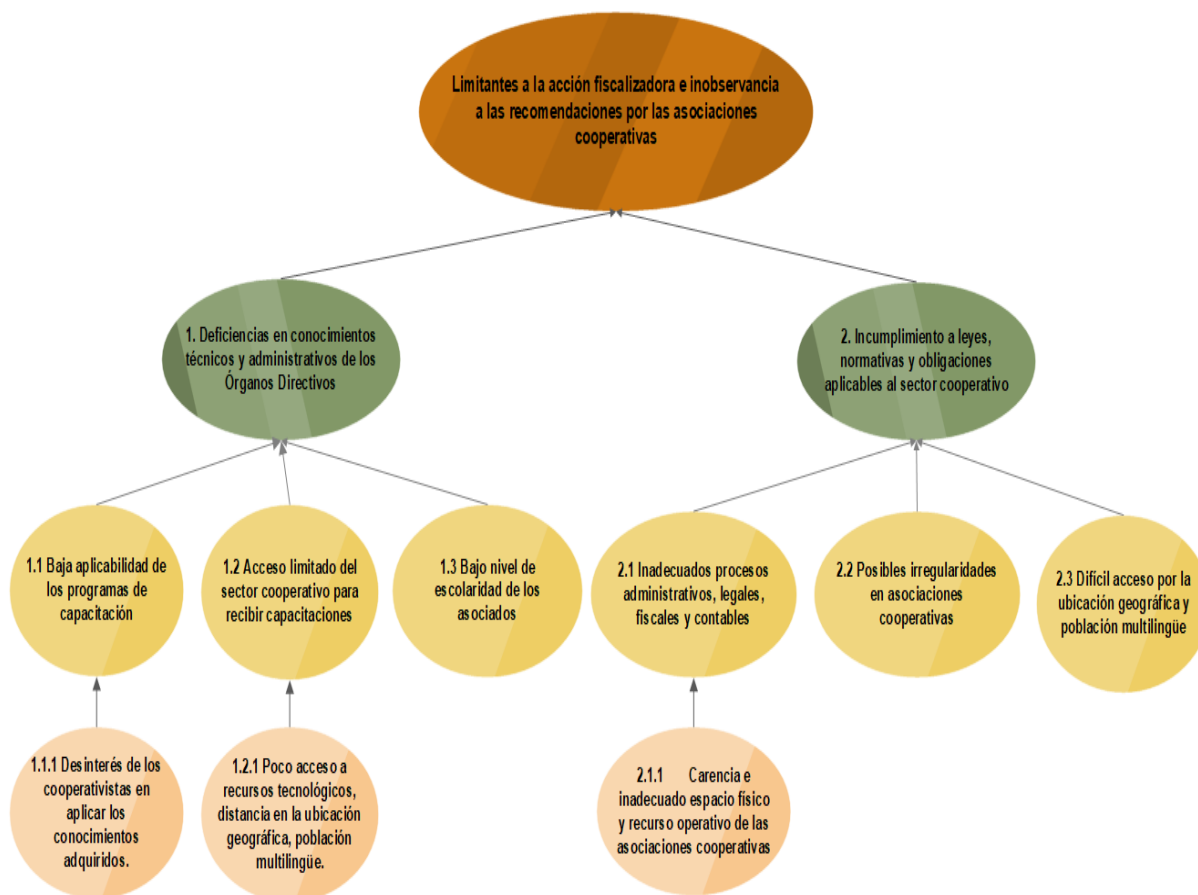 Limitantes a la acción fiscalizadora e inobservancia
a las recomendaciones por las asociaciones
cooperativas
1. Deficiencias en conocimientos
técnicos y administrativos de los
Órganos Directivos
2. Incumplimiento a leyes,
normativas y obligaciones
aplicables al sector cooperativo
1.1 Baja aplicabilidad de
los programas de
capacitación
1.2 Acceso limitado del
sector cooperativo para
recibir capacitaciones
1.3 Bajo nivel de
escolaridad de los
asociados
2.1 Inadecuados procesos
administrativos, legales,
fiscales y contables
2.2 Posibles irregularidades
en asociaciones
cooperativas
2.3 Difícil acceso por la
ubicación geográfica y
población multilingüe
1.1.1 Desinterés de los
cooperativistas en
aplicar los
conocimientos
adquiridos.
1.2.1 Poco acceso a
recursos tecnológicos,
distancia en la ubicación
geográfica, población
multilingüe.
2.1.1 Carencia e
inadecuado espacio físico
y recurso operativo de las
asociaciones cooperativas